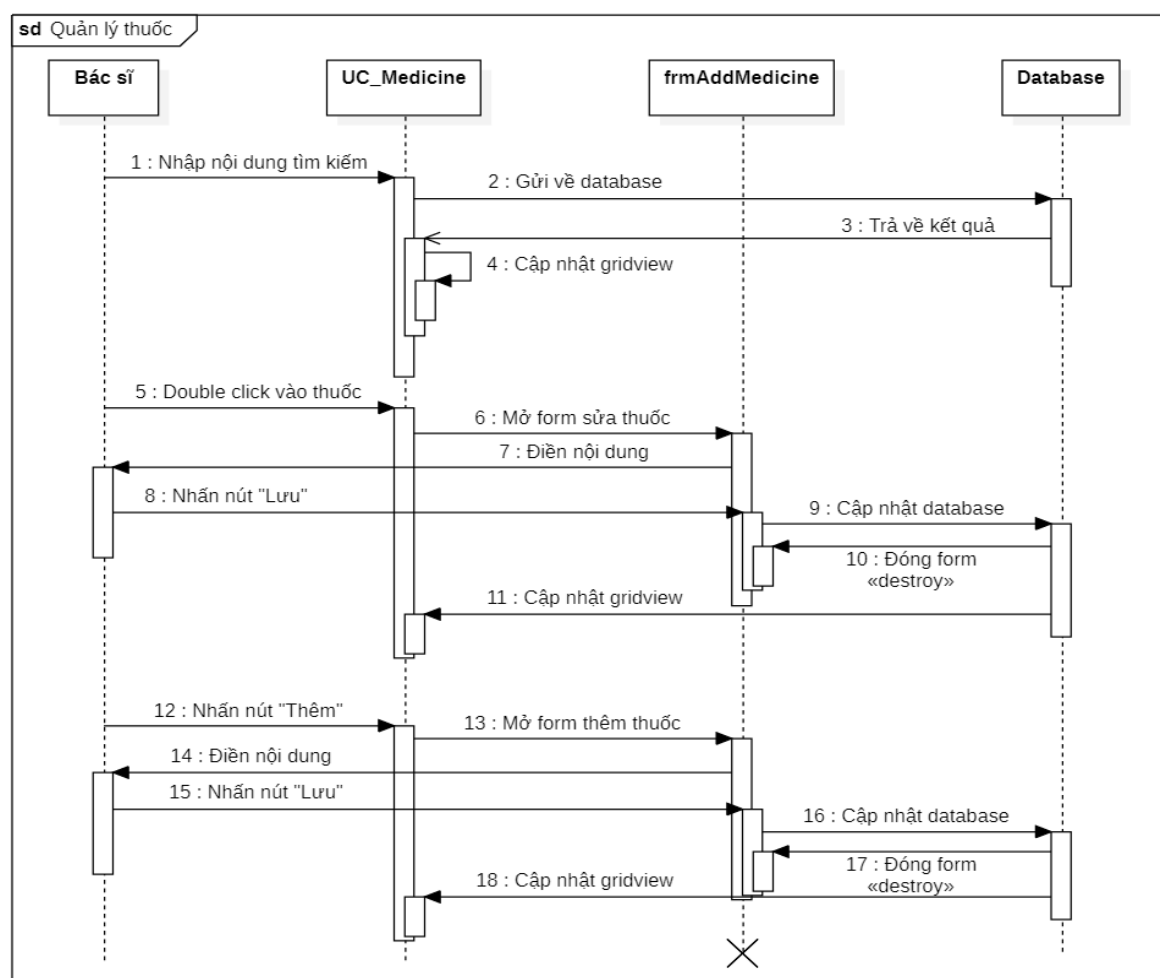 sd Quản lý thuốc
Bác sĩ
UC_Medicine
frmAddMedicine
Database
1 : Nhập nội dung tìm kiếm
2 : Gửi về database
3 : Trả về kết quả
4 : Cập nhật gridview
5 : Double click vào thuốc
6 : Mở form sửa thuốc
7 : Điền nội dung
8 : Nhấn nút "Lưu"
9 : Cập nhật database
10 : Đóng form
«destroy»
11 : Cập nhật gridview
12 : Nhấn nút "Thêm"
13 : Mở form thêm thuốc
14 : Điền nội dung
15 : Nhấn nút "Lưu"
16 : Cập nhật database
17 : Đóng form
«destroy»
18 : Cập nhật gridview